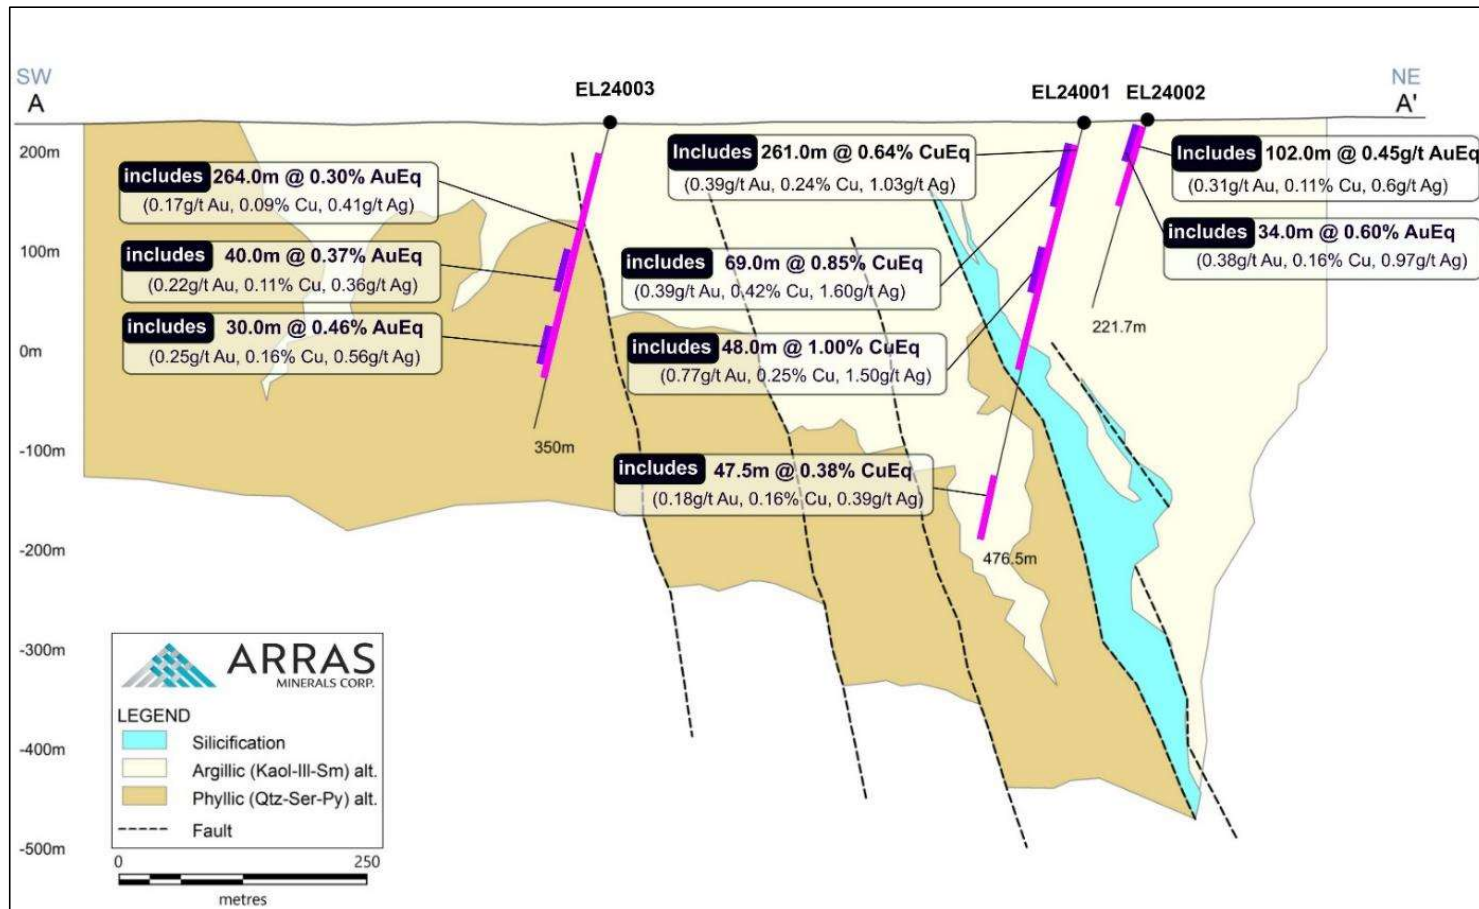 SW
A
NE
A'
EL24003
EL24001
EL24002
200m
100m
0m
-100m
-200m
-300m
-400m
-500m
includes 264.0m @ 0.30% AuEq
(0.17g/t Au, 0.09% Cu, 0.41g/t Ag)
includes 40.0m @ 0.37% AuEq
(0.22g/t Au, 0.11% Cu, 0.36g/t Ag)
includes 30.0m @ 0.46% AuEq
(0.25g/t Au, 0.16% Cu, 0.56g/t Ag)
350m
Includes 261.0m @ 0.64% CuEq
(0.39g/t Au, 0.24% Cu, 1.03g/t Ag)
includes 69.0m @ 0.85% CuEq
(0.39g/t Au, 0.42% Cu, 1.60g/t Ag)
includes 48.0m @ 1.00% CuEq
(0.77g/t Au, 0.25% Cu, 1.50g/t Ag)
includes 47.5m @ 0.38% CuEq
(0.18g/t Au, 0.16% Cu, 0.39g/t Ag)
476.5m
Includes 102.0m @ 0.45g/t AuEq
(0.31g/t Au, 0.11% Cu, 0.6g/t Ag)
includes 34.0m @ 0.60% AuEq
(0.38g/t Au, 0.16% Cu, 0.97g/t Ag)
221.7m
ARRAS
MINERALS CORP.
LEGEND
Silicification
Argillic (Kaol-Ill-Sm) alt.
Phyllic (Qtz-Ser-Py) alt.
Fault
0 250
metres